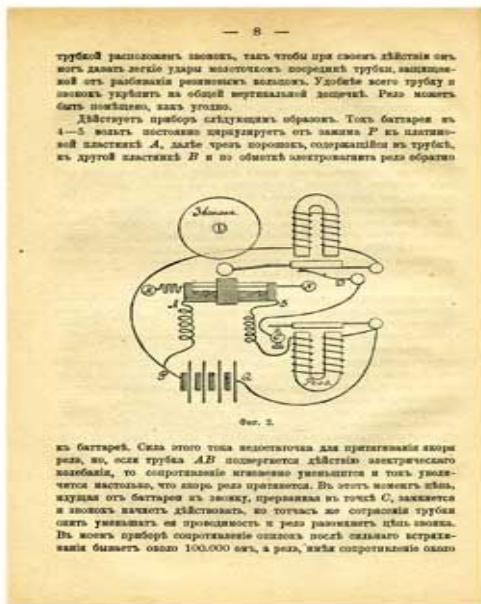 — 8 —
трубкой расположенъ звонокъ, такъ чтобы при своемъ дѣйствіи онъ
могъ давать легкіе удары молоточкомъ посрединѣ трубки, защищен-
ной отъ разбиванія резиновымъ кольцомъ. Удобнѣе всего трубку и
звонокъ укрѣпить на общей вертикальной дощечкѣ. Реле можетъ
быть помѣщено, какъ угодно.
Дѣйствуетъ приборъ слѣдующимъ образомъ. Токъ баттареи въ
4—5 вольтъ постоянно циркулируетъ отъ зажима P къ платино-
вой пластинкѣ A, далѣе чрезъ порошокъ, содержащійся въ трубкѣ,
къ другой пластинкѣ B и по обмоткѣ электромагнита реле обратно
Звонокъ
A
B
P
Q
Реле
Фиг. 2.
къ баттареѣ. Сила этого тока недостаточна для притягиванія якоря
реле, но, если трубка AB подвергнется дѣйствію электрическаго
колебанія, то сопротивленіе мгновенно уменьшится и токъ увели-
чится настолько, что якорь реле притянется. Въ этотъ моментъ цѣпь,
идущая отъ баттареи къ звонку, прерванная въ точкѣ C, замкнется
и звонокъ начнетъ дѣйствовать, но тотчасъ же сотрясенія трубки
опять уменьшатъ ея проводимость и реле разомкнетъ цѣпь звонка.
Въ моемъ приборѣ сопротивленіе опилокъ послѣ сильнаго встряхи-
ванія бываетъ около 100.000 омъ, а реле, имѣя сопротивленіе около